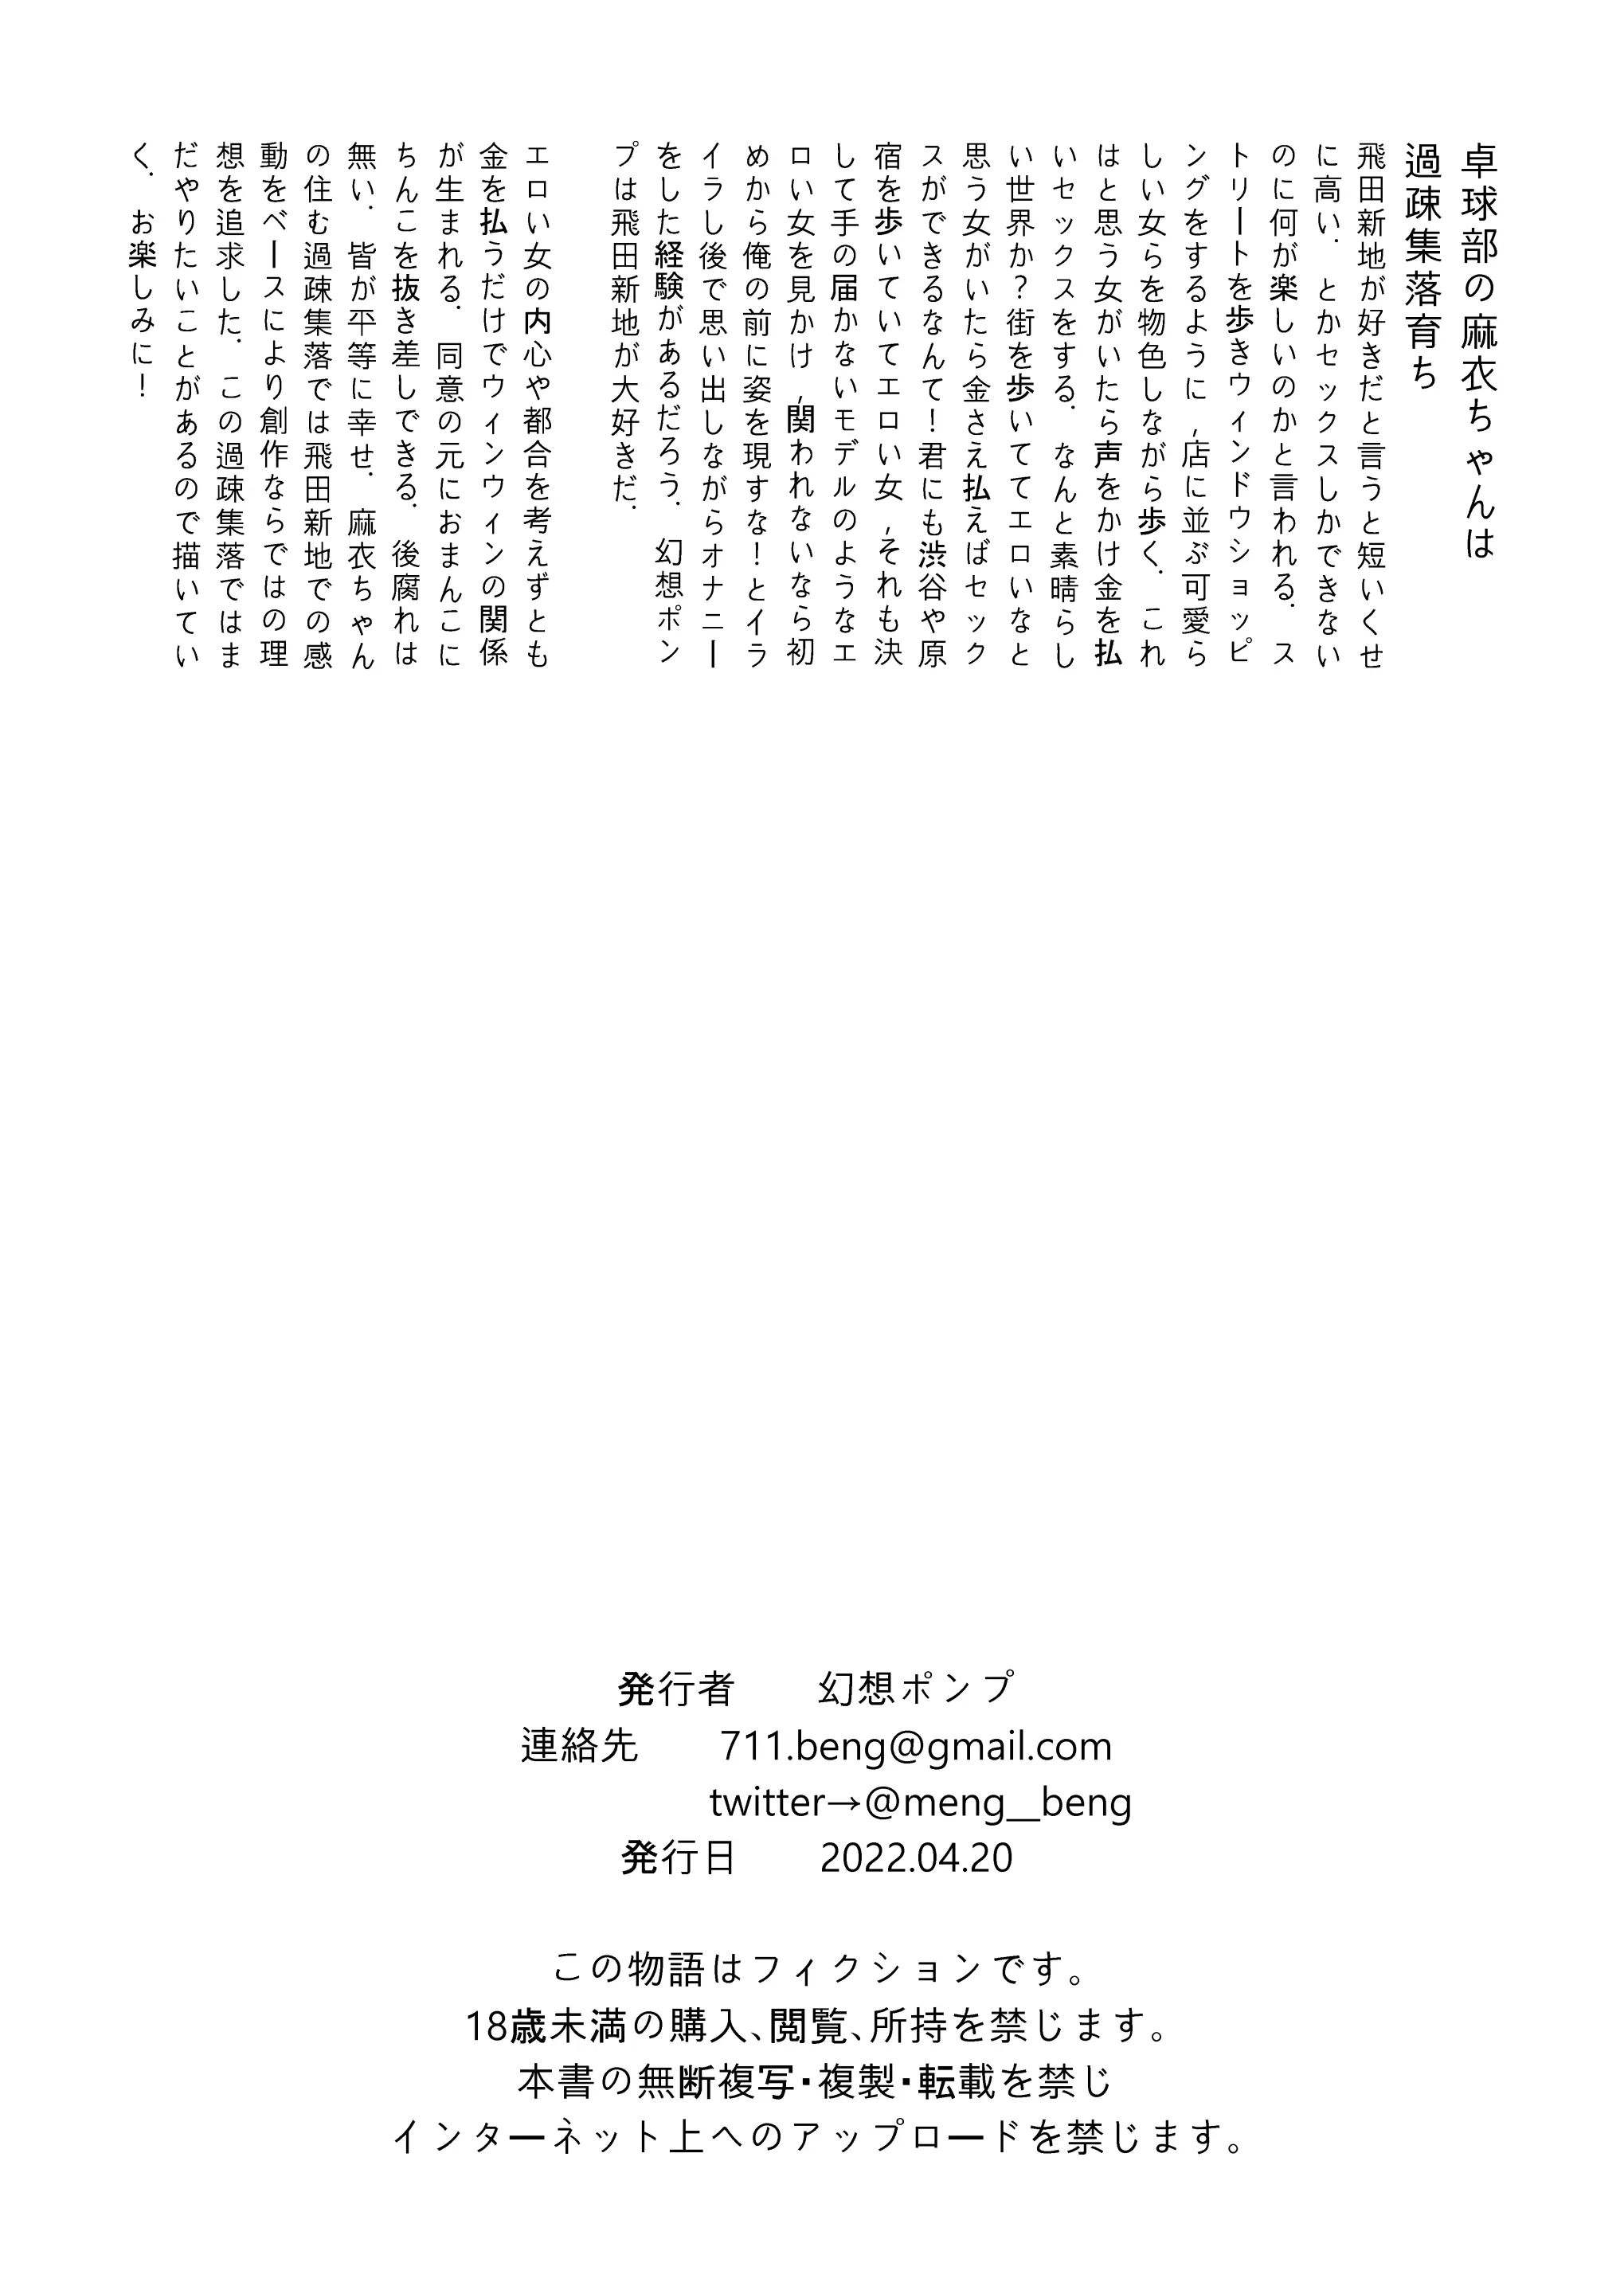 卓球部の麻衣ちゃんは
過疎集落育ち
飛田新地が好きだと言うと短いくせ
に高い．とかセックスしかできない
のに何が楽しいのかと言われる．ス
トリートを歩きウィンドウショッピ
ングをするように,店に並ぶ可愛ら
しい女らを物色しながら歩く．これ
はと思う女がいたら声をかけ金を払
いセックスをする．なんと素晴らし
い世界か？街を歩いててエロいなと
思う女がいたら金さえ払えばセック
スができるなんて！君にも渋谷や原
宿を歩いていてエロい女,それも決
して手の届かないモデルのようなエ
ロい女を見かけ,関われないなら初
めから俺の前に姿を現すな！とイラ
イラし後で思い出しながらオナニー
をした経験があるだろう．幻想ポン
プは飛田新地が大好きだ．
エロい女の内心や都合を考えずとも
金を払うだけでウィンウィンの関係
が生まれる．同意の元におまんこに
ちんこを抜き差しできる．後腐れは
無い．皆が平等に幸せ．麻衣ちゃん
の住む過疎集落では飛田新地での感
動をベースにより創作ならではの理
想を追求した．この過疎集落ではま
だやりたいことがあるので描いてい
く．お楽しみに！
発行者　　幻想ポンプ
連絡先　　711.beng@gmail.com
twitter→@meng__beng
発行日　　2022.04.20
この物語はフィクションです。
18歳未満の購入、閲覧、所持を禁じます。
本書の無断複写・複製・転載を禁じ
インターネット上へのアップロードを禁じます。